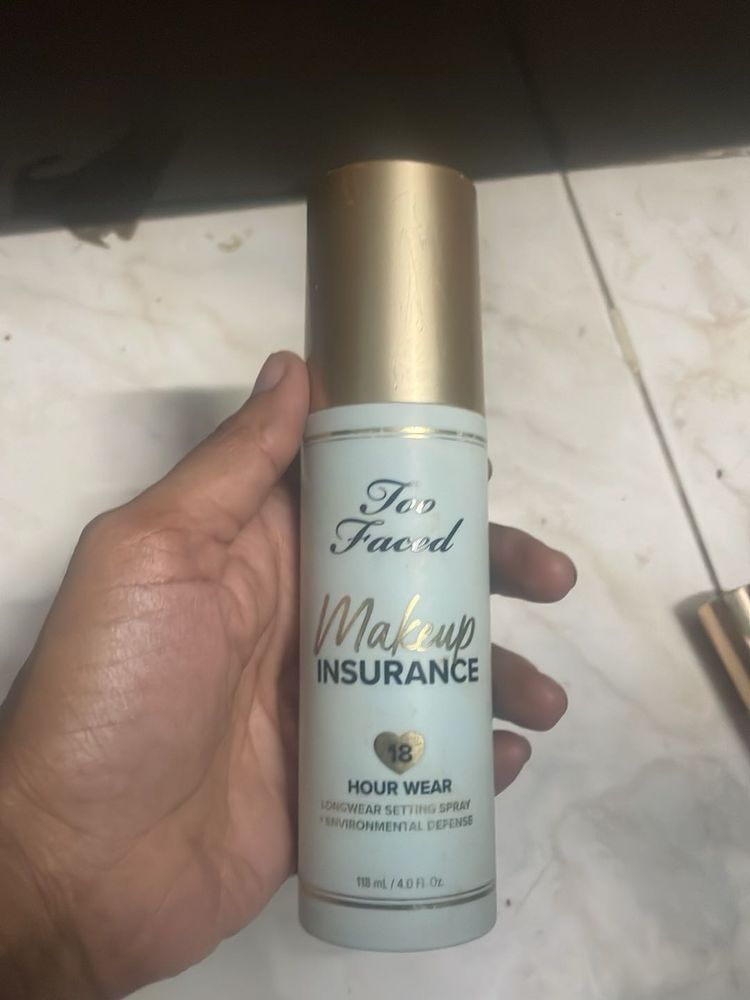 Too
Faced
Makeup
INSURANCE
18
HOUR WEAR
LONGWEAR SETTING SPRAY
+ ENVIRONMENTAL DEFENSE
118 mL / 4.0 Fl. Oz.